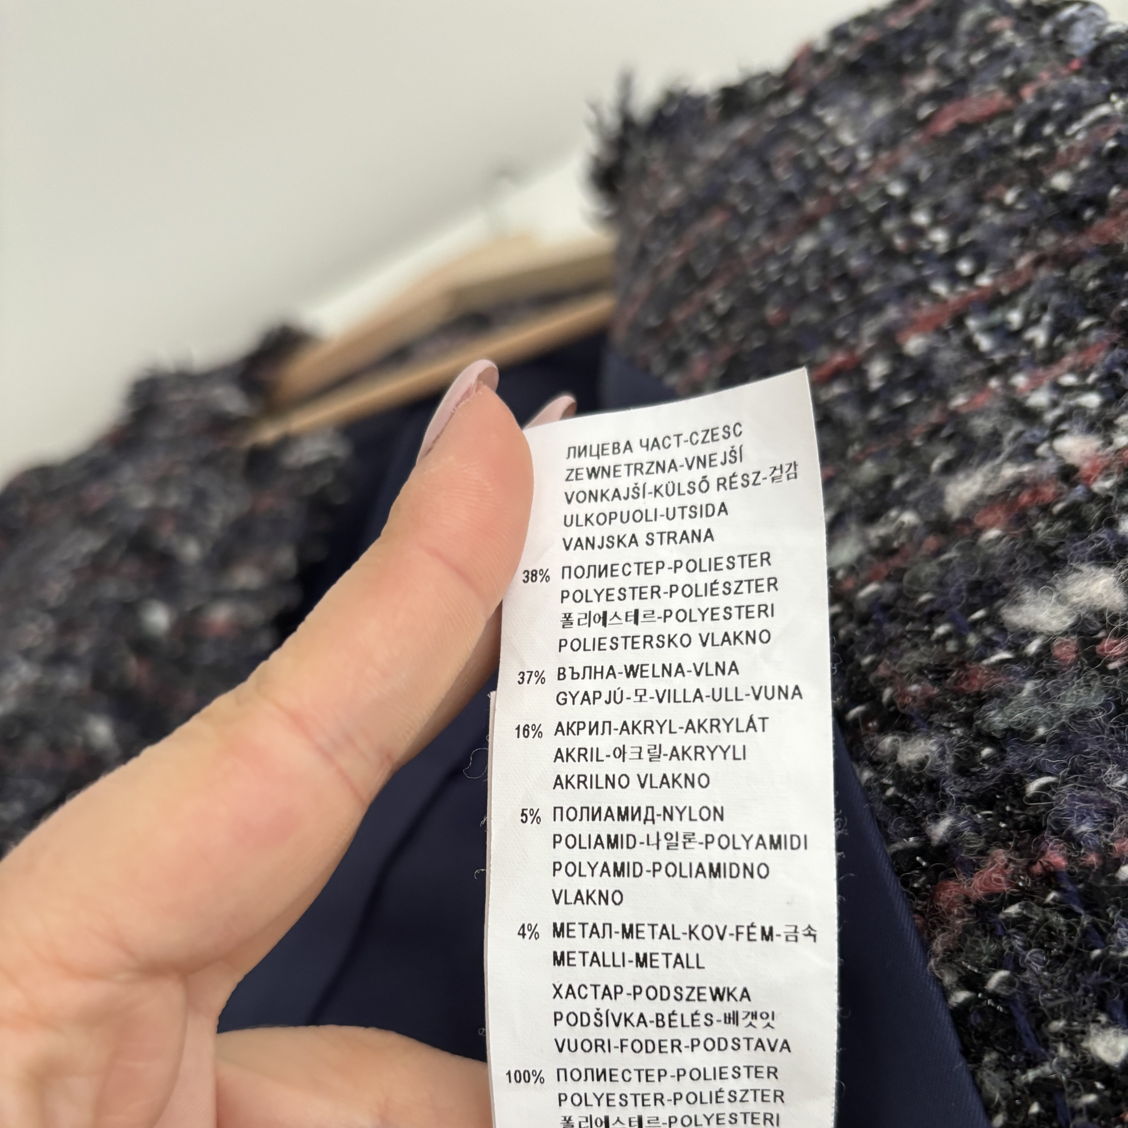 ЛИЦЕВА ЧАСТ-CZESC
ZEWNETRZNA-VNEJŠÍ
VONKAJŠÍ-KÜLSŐ RÉSZ-겉감
ULKOPUOLI-UTSIDA
VANJSKA STRANA
38% ПОЛИЕСТЕР-POLIESTER
POLYESTER-POLIÉSZTER
폴리에스테르-POLYESTERI
POLIESTERSKO VLAKNO
37% ВЪЛНА-WELNA-VLNA
GYAPJÚ-모-VILLA-ULL-VUNA
16% АКРИЛ-AKRYL-AKRYLÁT
AKRIL-아크릴-AKRYYLI
AKRILNO VLAKNO
5% ПОЛИАМИД-NYLON
POLIAMID-나일론-POLYAMIDI
POLYAMID-POLIAMIDNO
VLAKNO
4% МЕТАЛ-METAL-KOV-FÉM-금속
METALLI-METALL
ХАСТАР-PODSZEWKA
PODŠÍVKA-BÉLÉS-베갯잇
VUORI-FODER-PODSTAVA
100% ПОЛИЕСТЕР-POLIESTER
POLYESTER-POLIÉSZTER
폴리에스테르-POLYESTERI